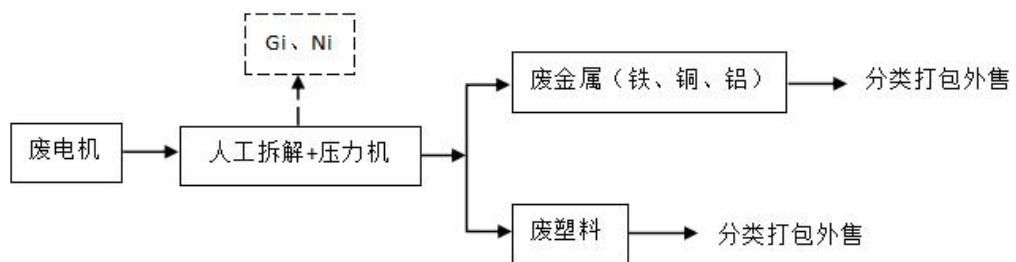 Gi、Ni
废金属（铁、铜、铝）
分类打包外售
废电机
人工拆解+压力机
废塑料
分类打包外售